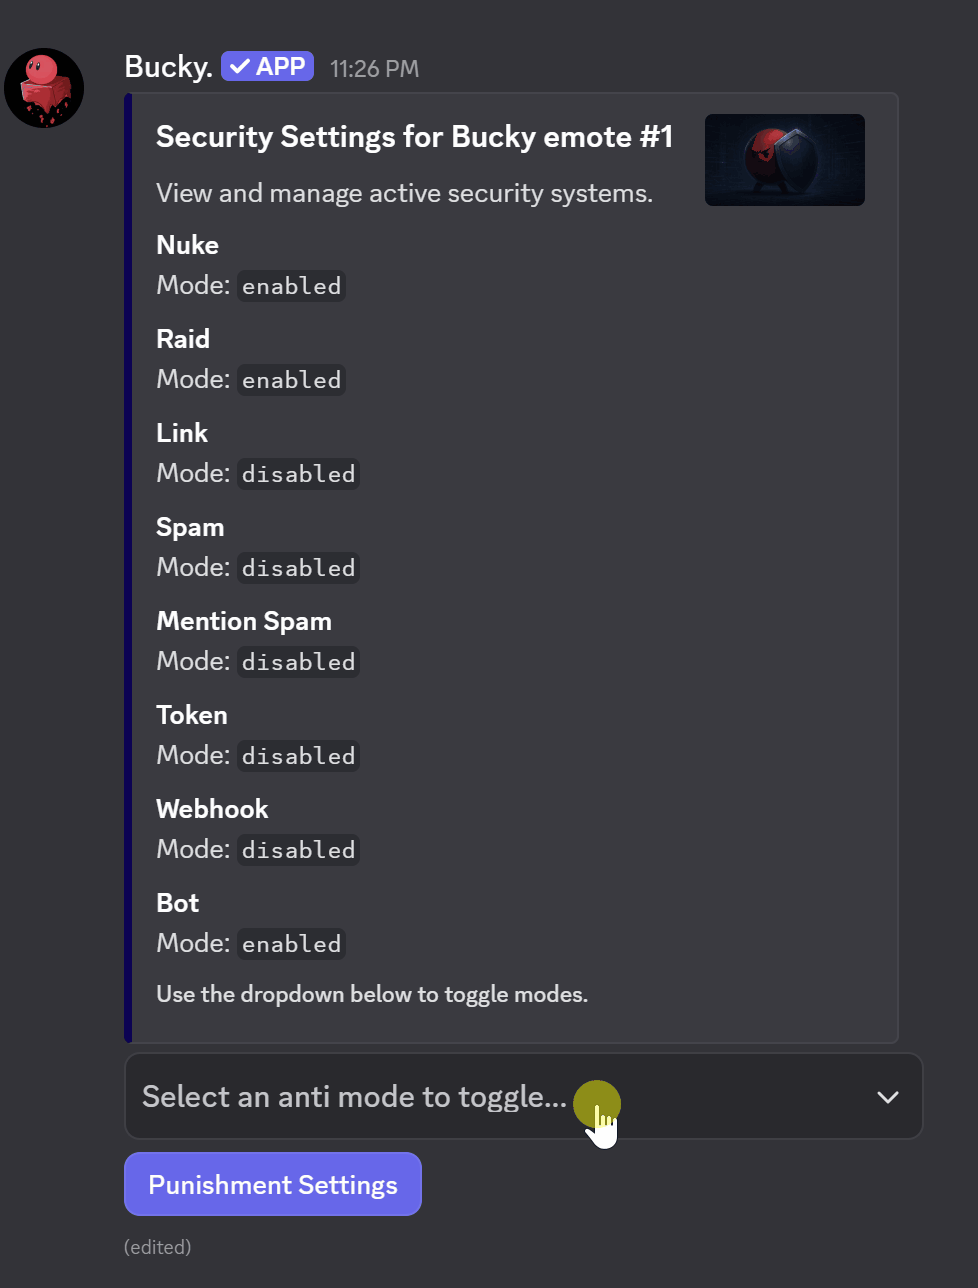 Bucky. APP 11:26 PM
Security Settings for Bucky emote #1
View and manage active security systems.
Nuke
Mode: enabled
Raid
Mode: enabled
Link
Mode: disabled
Spam
Mode: disabled
Mention Spam
Mode: disabled
Token
Mode: disabled
Webhook
Mode: disabled
Bot
Mode: enabled
Use the dropdown below to toggle modes.
Select an anti mode to toggle...
Punishment Settings
(edited)